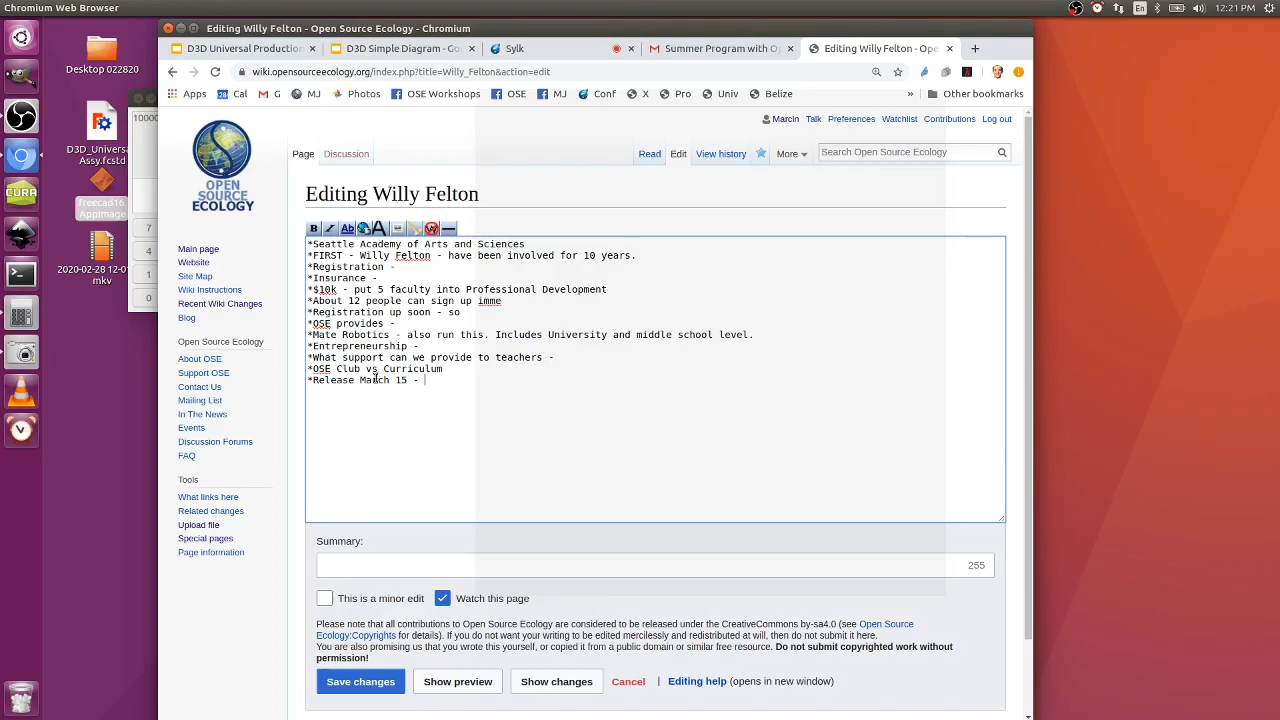 Chromium Web Browser
En
12:21 PM
Desktop 022820
D3D_Universa
Assy.fcstd
freecad16
AppImage
2020-02-28 12-0
mkv
10000
7
4
1
0
Editing Willy Felton - Open Source Ecology - Chromium
D3D Universal Production
D3D Simple Diagram - Go
Sylk
Summer Program with Op
Editing Willy Felton - Ope
wiki.opensourceecology.org/index.php?title=Willy_Felton&action=edit
Apps
Cal
G
MJ
Photos
OSE Workshops
OSE
MJ
Conf
X
Pro
Univ
Belize
»
Other bookmarks
Marcin
Talk
Preferences
Watchlist
Contributions
Log out
OPEN
SOURCE
ECOLOGY
Page
Discussion
Read
Edit
View history
More
Search Open Source Ecology
Editing Willy Felton
B
I
Ab
A
Main page
Website
Site Map
Wiki Instructions
Recent Wiki Changes
Blog
Open Source Ecology
About OSE
Support OSE
Contact Us
Mailing List
In The News
Events
Discussion Forums
FAQ
Tools
What links here
Related changes
Upload file
Special pages
Page information
*Seattle Academy of Arts and Sciences
*FIRST - Willy Felton - have been involved for 10 years.
*Registration -
*Insurance -
*$10k - put 5 faculty into Professional Development
*About 12 people can sign up imme
*Registration up soon - so
*OSE provides -
*Mate Robotics - also run this. Includes University and middle school level.
*Entrepreneurship -
*What support can we provide to teachers -
*OSE Club vs Curriculum
*Release March 15 -
Summary:
255
This is a minor edit
Watch this page
Please note that all contributions to Open Source Ecology are considered to be released under the CreativeCommons by-sa4.0 (see Open Source
Ecology:Copyrights for details). If you do not want your writing to be edited mercilessly and redistributed at will, then do not submit it here.
You are also promising us that you wrote this yourself, or copied it from a public domain or similar free resource. Do not submit copyrighted work without
permission!
Save changes
Show preview
Show changes
Cancel
|
Editing help (opens in new window)